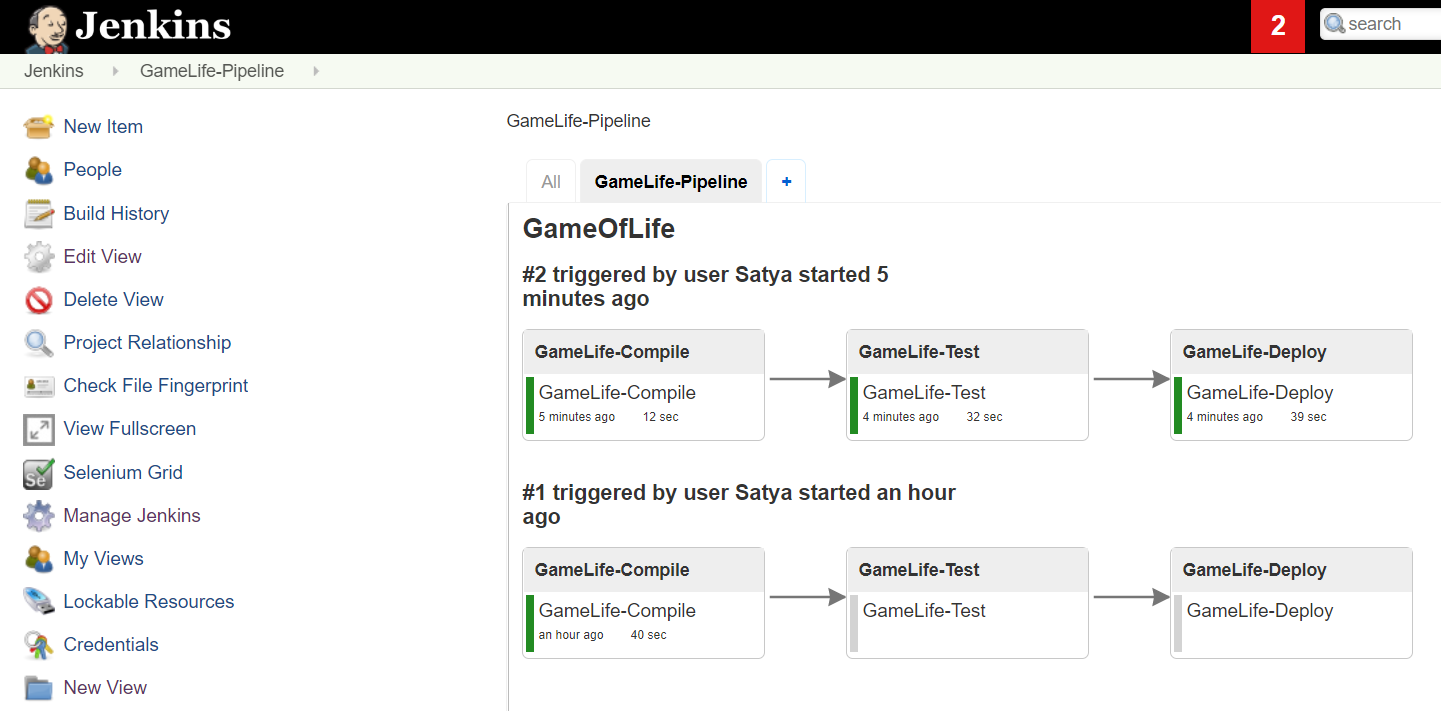 Jenkins
2
search
Jenkins
GameLife-Pipeline
New Item
People
Build History
Edit View
Delete View
Project Relationship
Check File Fingerprint
View Fullscreen
Selenium Grid
Se
Manage Jenkins
My Views
Lockable Resources
Credentials
New View
GameLife-Pipeline
All
GameLife-Pipeline
+
GameOfLife
#2 triggered by user Satya started 5
minutes ago
GameLife-Compile
GameLife-Compile
5 minutes ago 12 sec
GameLife-Test
GameLife-Test
4 minutes ago 32 sec
GameLife-Deploy
GameLife-Deploy
4 minutes ago 39 sec
#1 triggered by user Satya started an hour
ago
GameLife-Compile
GameLife-Compile
an hour ago 40 sec
GameLife-Test
GameLife-Test
GameLife-Deploy
GameLife-Deploy